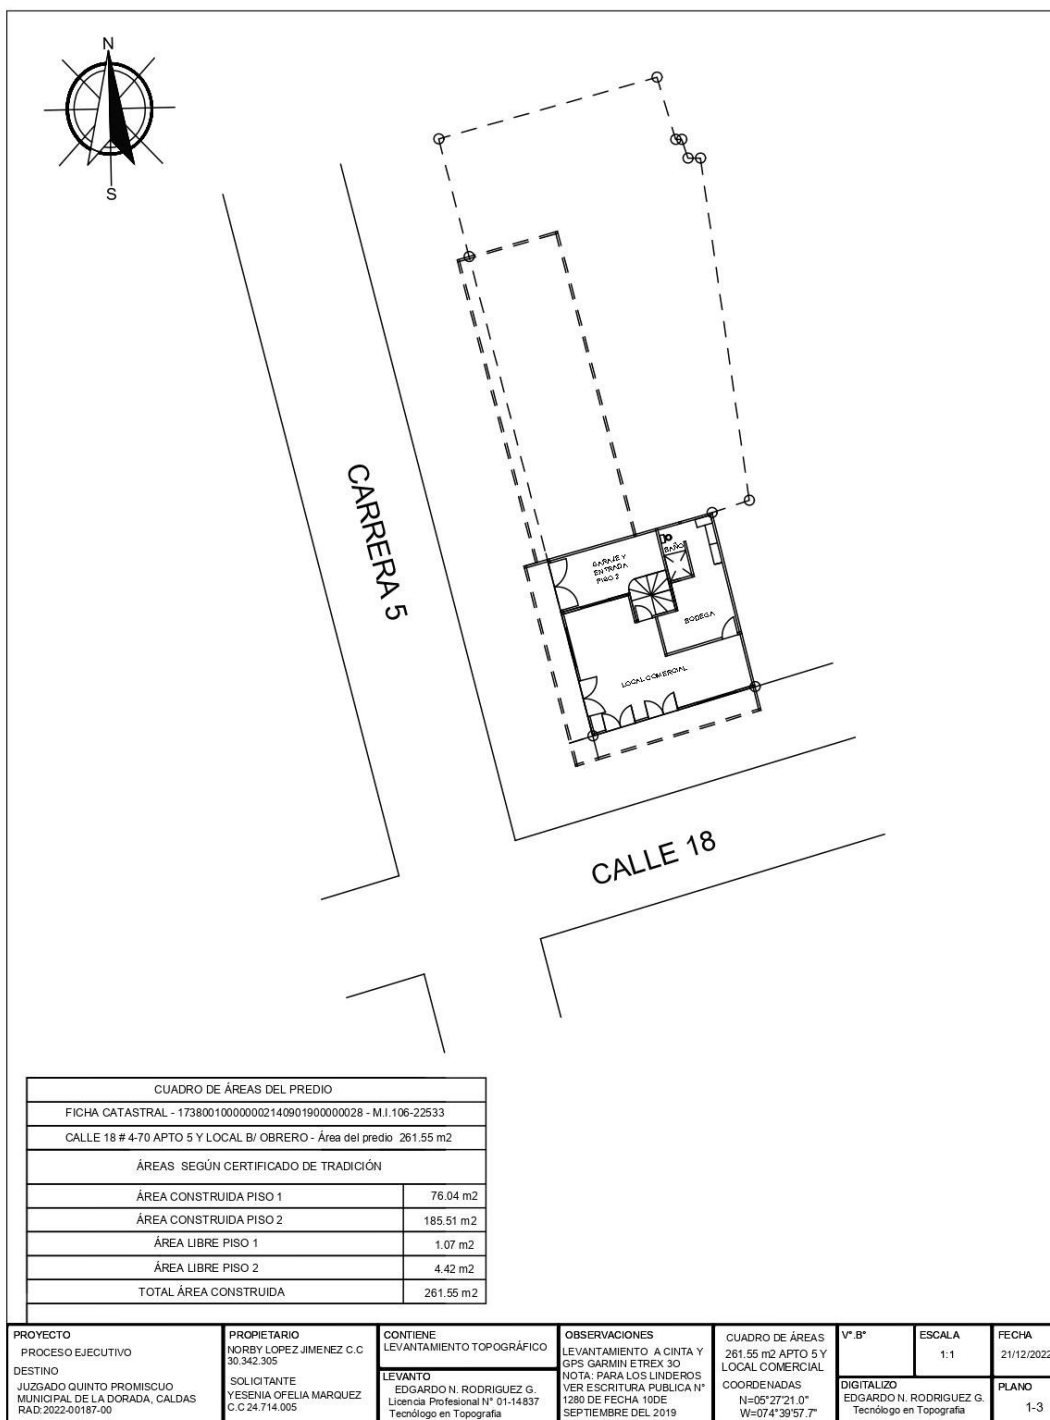 N
S
CARRERA 5
GARAJE Y
ENTRADA
PISO 2
BAÑO
BODEGA
LOCAL COMERCIAL
CALLE 18
CUADRO DE ÁREAS DEL PREDIO
FICHA CATASTRAL - 173800100000002140901900000028 - M.I.106-22533
CALLE 18 # 4-70 APTO 5 Y LOCAL B/ OBRERO - Área del predio 261.55 m2
ÁREAS SEGÚN CERTIFICADO DE TRADICIÓN
ÁREA CONSTRUIDA PISO 1 76.04 m2
ÁREA CONSTRUIDA PISO 2 185.51 m2
ÁREA LIBRE PISO 1 1.07 m2
ÁREA LIBRE PISO 2 4.42 m2
TOTAL ÁREA CONSTRUIDA 261.55 m2
PROYECTO
PROCESO EJECUTIVO
DESTINO
JUZGADO QUINTO PROMISCUO
MUNICIPAL DE LA DORADA, CALDAS
RAD:2022-00187-00
PROPIETARIO
NORBY LOPEZ JIMENEZ C.C
30.342.305
SOLICITANTE
YESENIA OFELIA MARQUEZ
C.C 24.714.005
CONTIENE
LEVANTAMIENTO TOPOGRÁFICO
LEVANTO
EDGARDO N. RODRIGUEZ G.
Licencia Profesional N° 01-14837
Tecnólogo en Topografia
OBSERVACIONES
LEVANTAMIENTO A CINTA Y
GPS GARMIN ETREX 3O
NOTA: PARA LOS LINDEROS
VER ESCRITURA PUBLICA N°
1280 DE FECHA 10DE
SEPTIEMBRE DEL 2019
CUADRO DE ÁREAS
261.55 m2 APTO 5 Y
LOCAL COMERCIAL
COORDENADAS
N=05°27'21.0"
W=074°39'57.7"
V°.B°
ESCALA
1:1
FECHA
21/12/2022
DIGITALIZO
EDGARDO N. RODRIGUEZ G.
Tecnólogo en Topografia
PLANO
1-3